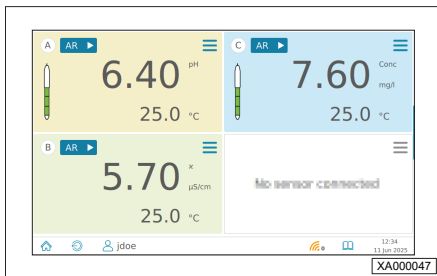 A AR
6.40 pH
25.0 °C
C AR
7.60 Conc
mg/l
25.0 °C
B AR
5.70 x
µS/cm
25.0 °C
No sensor connected
jdoe
0
12:34
11 Jun 2025
XA000047